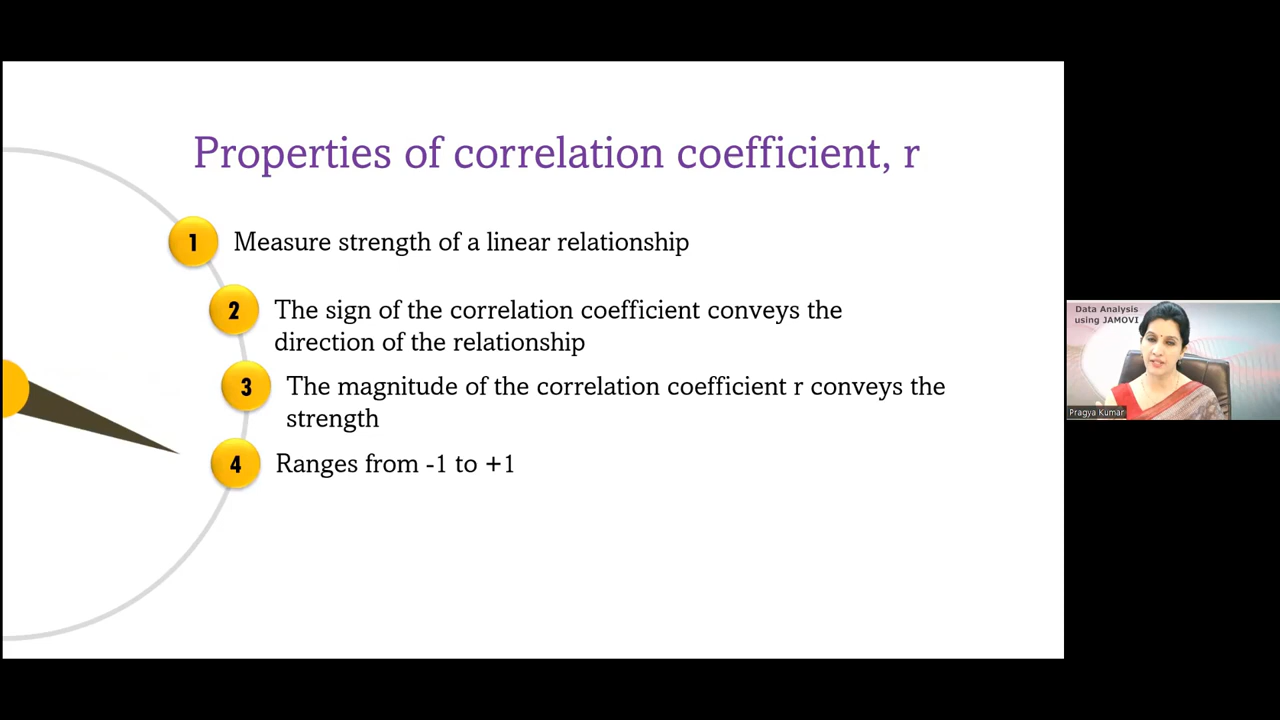 Properties of correlation coefficient, r
1 Measure strength of a linear relationship
2 The sign of the correlation coefficient conveys the
direction of the relationship
3 The magnitude of the correlation coefficient r conveys the
strength
4 Ranges from -1 to +1
Data Analysis
using JAMOVI
Pragya Kumar